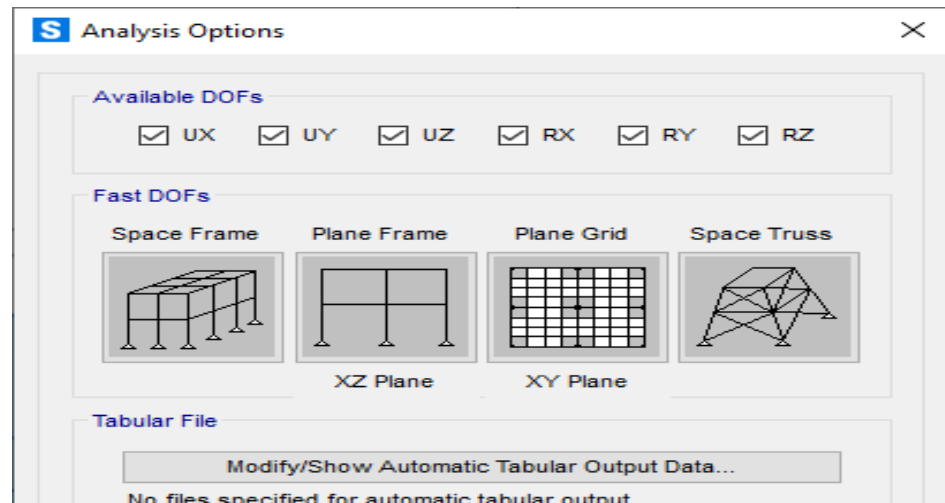 S Analysis Options
Available DOFs
UX UY UZ RX RY RZ
Fast DOFs
Space Frame Plane Frame Plane Grid Space Truss
XZ Plane XY Plane
Tabular File
Modify/Show Automatic Tabular Output Data...
No files specified for automatic tabular output